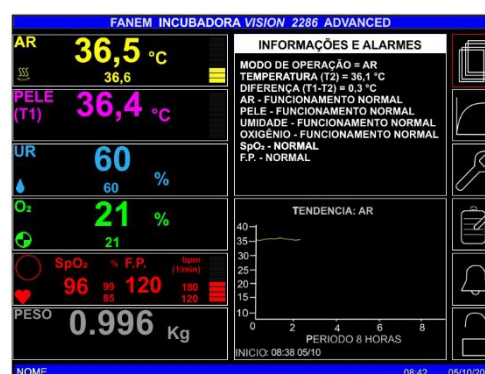 FANEM INCUBADORA VISION 2286 ADVANCED
AR
36,5 °C
36,6
PELE
(T1)
36,4 °C
UR
60 %
60
O₂
21 %
21
SpO₂ % F.P. bpm
(1/min)
96 99 120 180
85 120
PESO
0.996 Kg
INFORMAÇÕES E ALARMES
MODO DE OPERAÇÃO = AR
TEMPERATURA (T2) = 36,1 °C
DIFERENÇA (T1-T2) = 0,3 °C
AR - FUNCIONAMENTO NORMAL
PELE - FUNCIONAMENTO NORMAL
UMIDADE - FUNCIONAMENTO NORMAL
OXIGÊNIO - FUNCIONAMENTO NORMAL
SpO₂ - NORMAL
F.P. - NORMAL
TENDENCIA: AR
40
35
30
25
20
15
10
0 2 4 6 8
PERIODO 8 HORAS
INICIO: 08:38 05/10
NOME 08:42 05/10/20